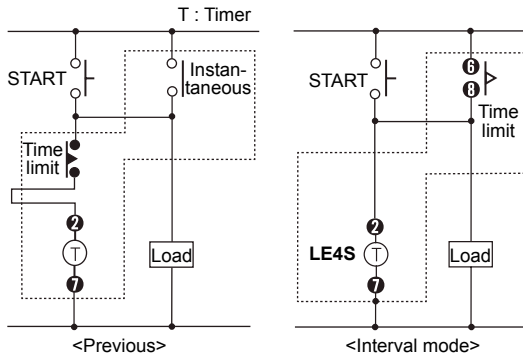 T : Timer
START
Instan-
taneous
Time
limit
2
T
7
Load
<Previous>
START
6
8
Time
limit
2
LE4S
T
7
Load
<Interval mode>